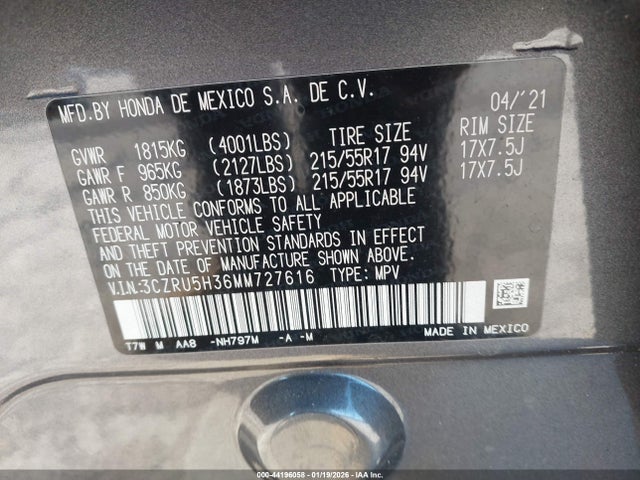 MFD.BY HONDA DE MEXICO S.A. DE C.V.
04/'21
TIRE SIZE RIM SIZE
GVWR 1815KG (4001LBS)
GAWR F 965KG (2127LBS) 215/55R17 94V 17X7.5J
GAWR R 850KG (1873LBS) 215/55R17 94V 17X7.5J
THIS VEHICLE CONFORMS TO ALL APPLICABLE
FEDERAL MOTOR VEHICLE SAFETY
AND THEFT PREVENTION STANDARDS IN EFFECT
ON THE DATE OF MANUFACTURE SHOWN ABOVE.
V.I.N.:3CZRU5H36MM727616 TYPE: MPV
T7W M AA8 -NH797M -A -M
MADE IN MEXICO
000-44196058 - 01/19/2026 - IAAI.COM